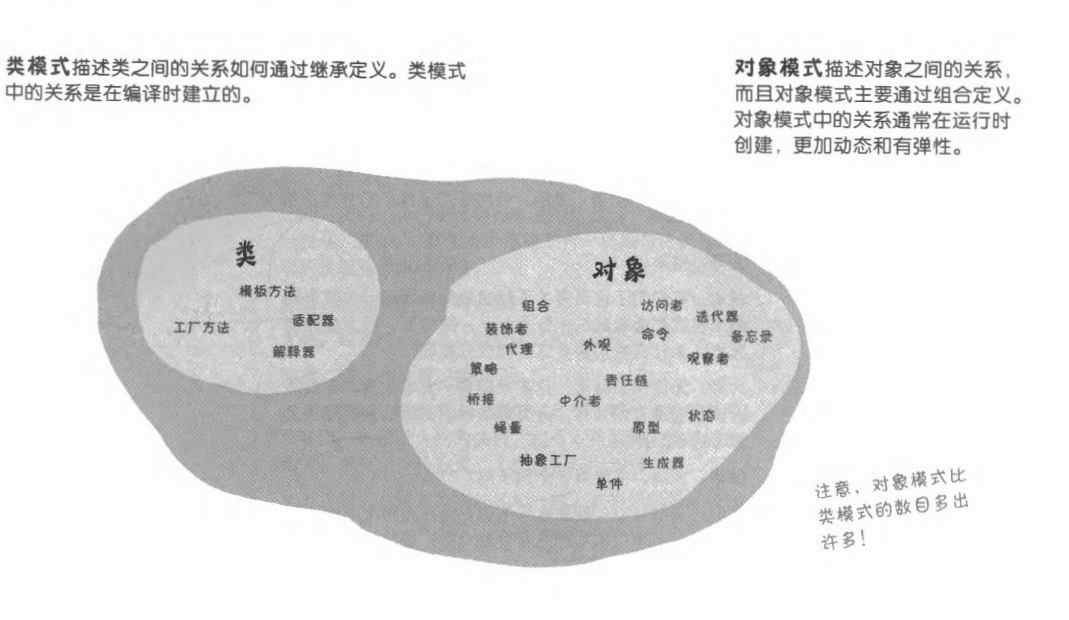 类模式描述类之间的关系如何通过继承定义。类模式
中的关系是在编译时建立的。
对象模式描述对象之间的关系，
而且对象模式主要通过组合定义。
对象模式中的关系通常在运行时
创建，更加动态和有弹性。
类
模板方法
工厂方法
适配器
解释器
对象
组合
访问者
迭代器
装饰者
命令
备忘录
代理
外观
观察者
策略
责任链
桥接
中介者
状态
蝇量
原型
抽象工厂
生成器
单件
注意，对象模式比
类模式的数目多出
许多！